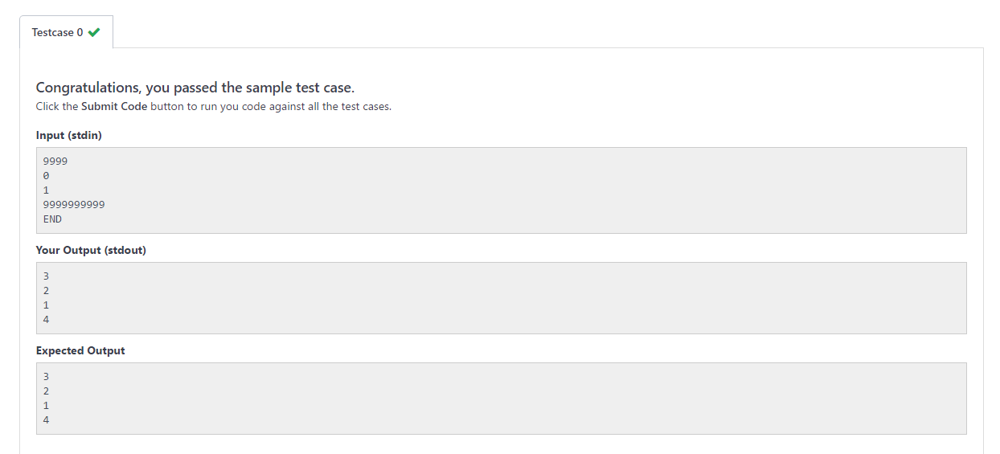 Testcase 0
Congratulations, you passed the sample test case.
Click the Submit Code button to run you code against all the test cases.
Input (stdin)
9999
0
1
9999999999
END
Your Output (stdout)
3
2
1
4
Expected Output
3
2
1
4